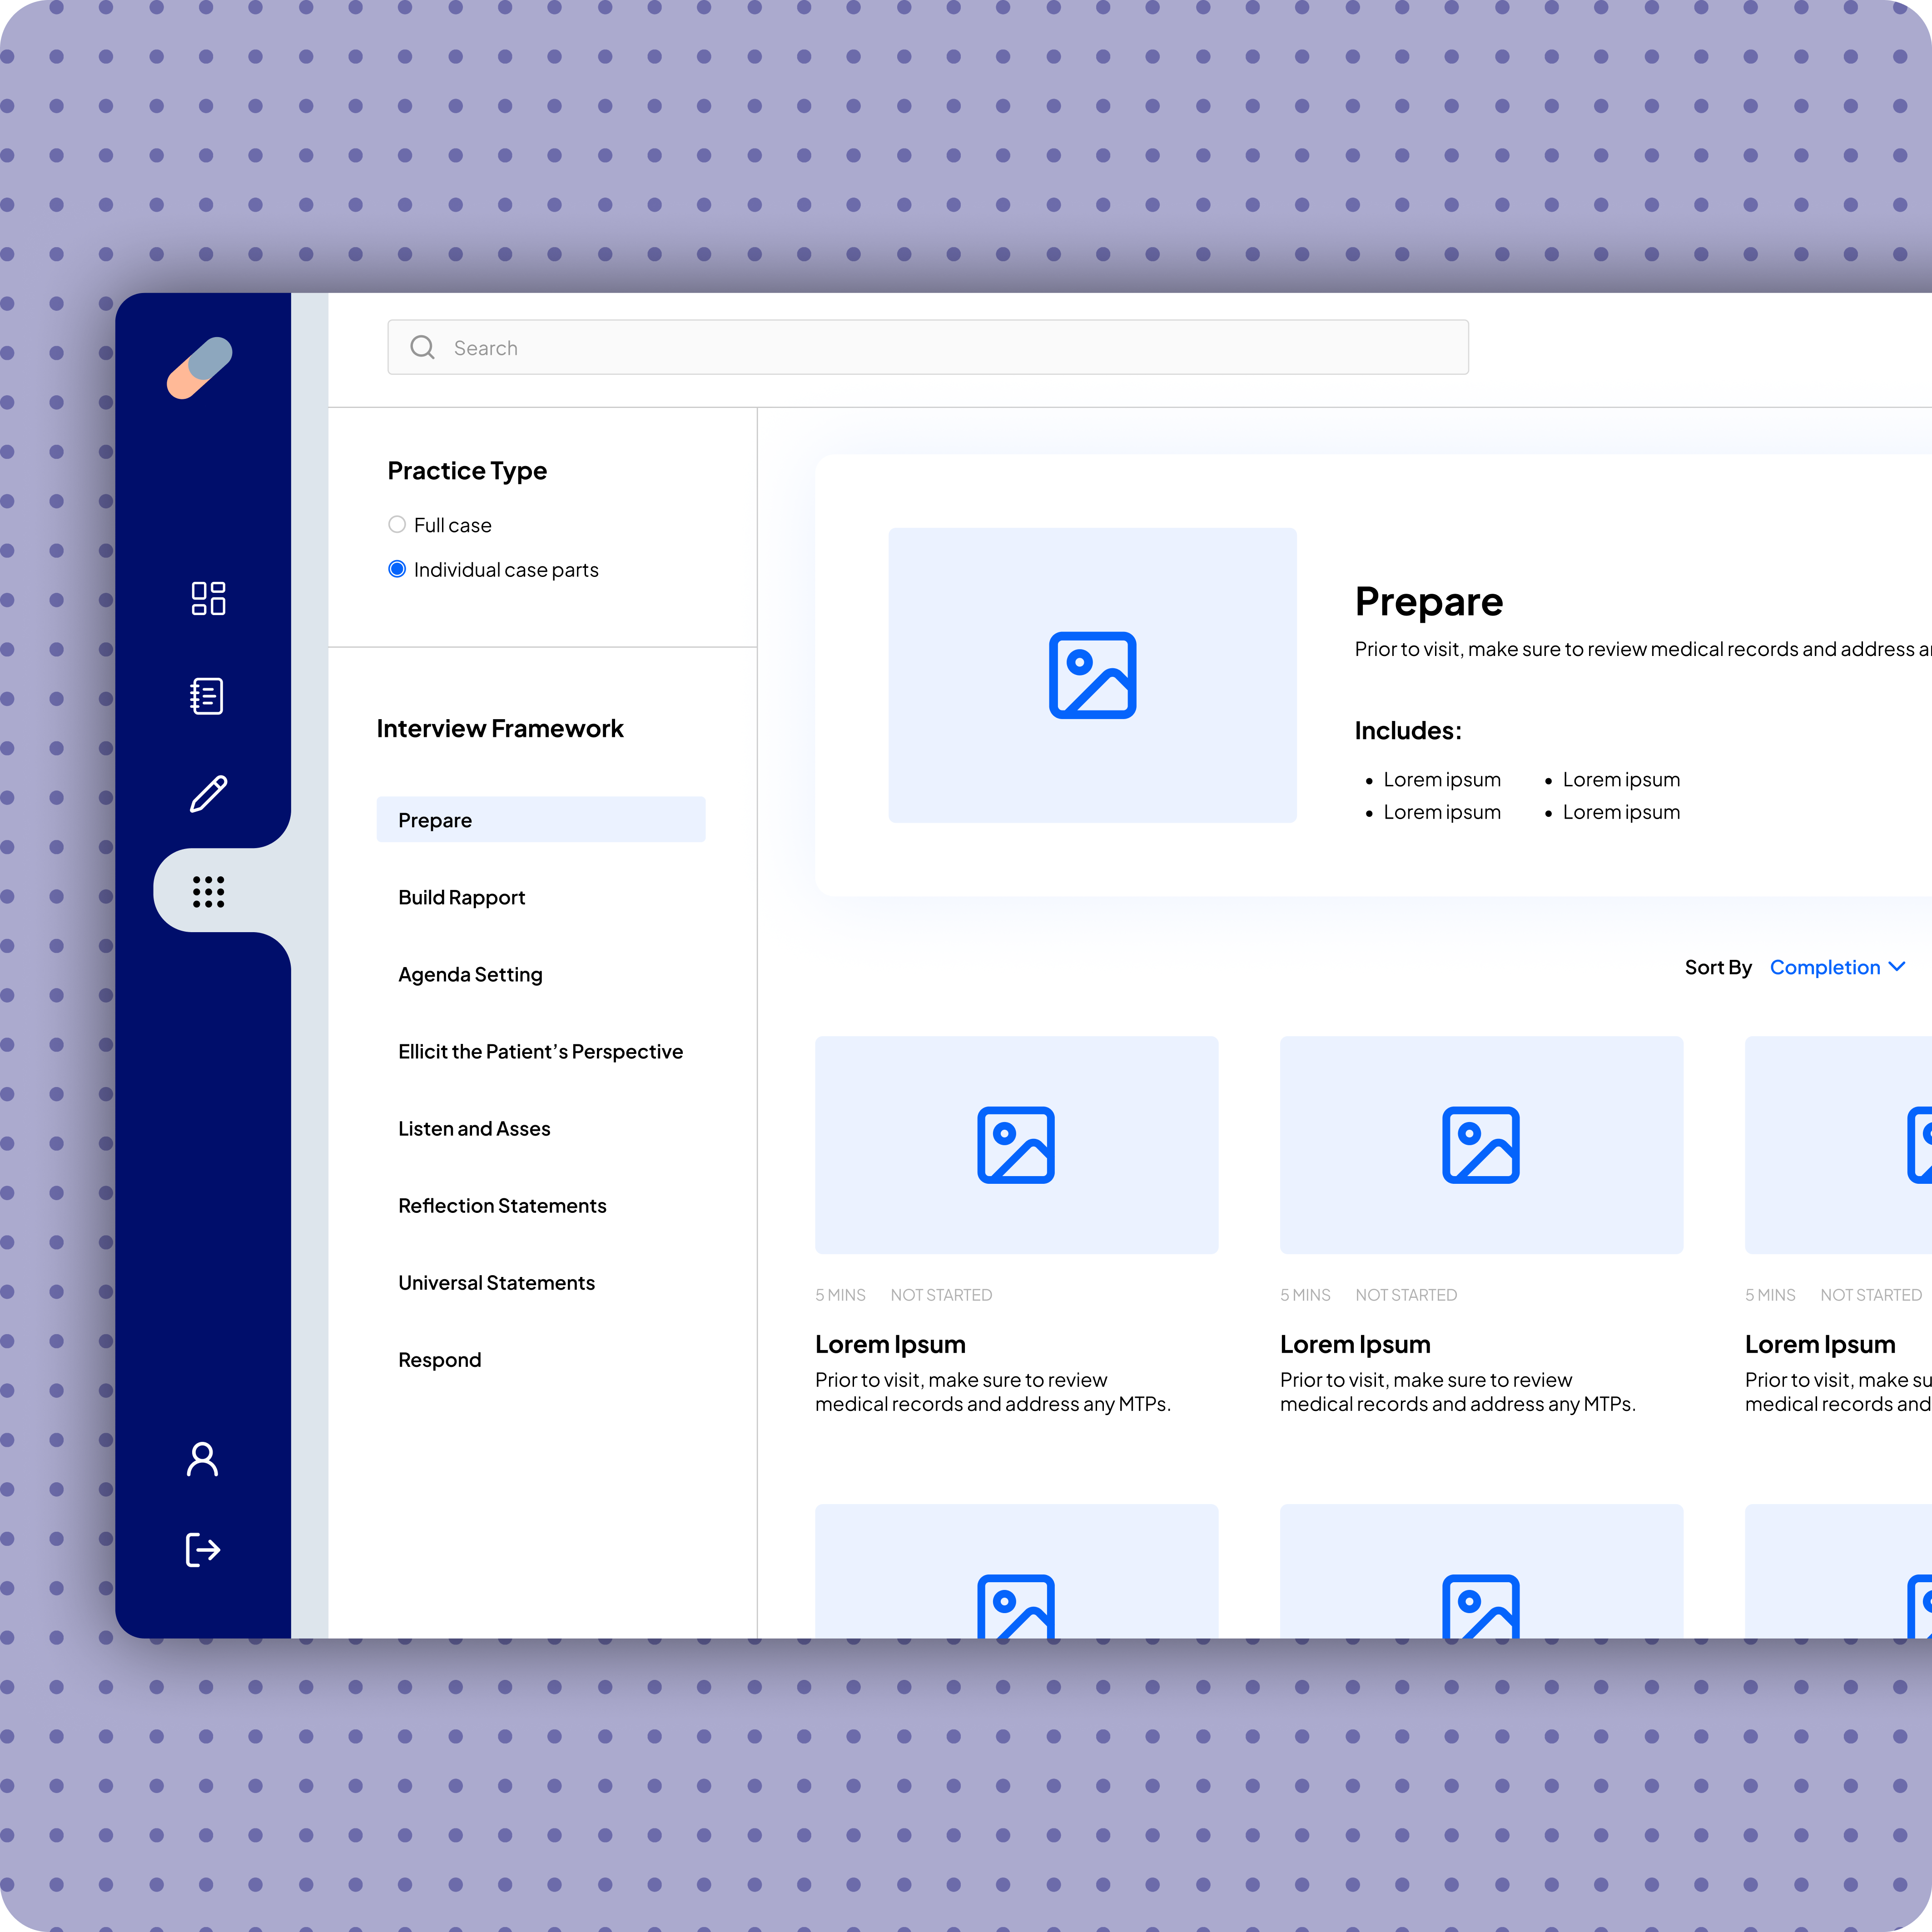 Search
Practice Type
Full case
Individual case parts
Interview Framework
Prepare
Build Rapport
Agenda Setting
Ellicit the Patient’s Perspective
Listen and Asses
Reflection Statements
Universal Statements
Respond
Prepare
Prior to visit, make sure to review medical records and address
Includes:
• Lorem ipsum • Lorem ipsum
• Lorem ipsum • Lorem ipsum
Sort By Completion
5 MINS NOT STARTED
Lorem Ipsum
Prior to visit, make sure to review
medical records and address any MTPs.
5 MINS NOT STARTED
Lorem Ipsum
Prior to visit, make sure to review
medical records and address any MTPs.
5 MINS NOT STARTED
Lorem Ipsum
Prior to visit, make
medical records and